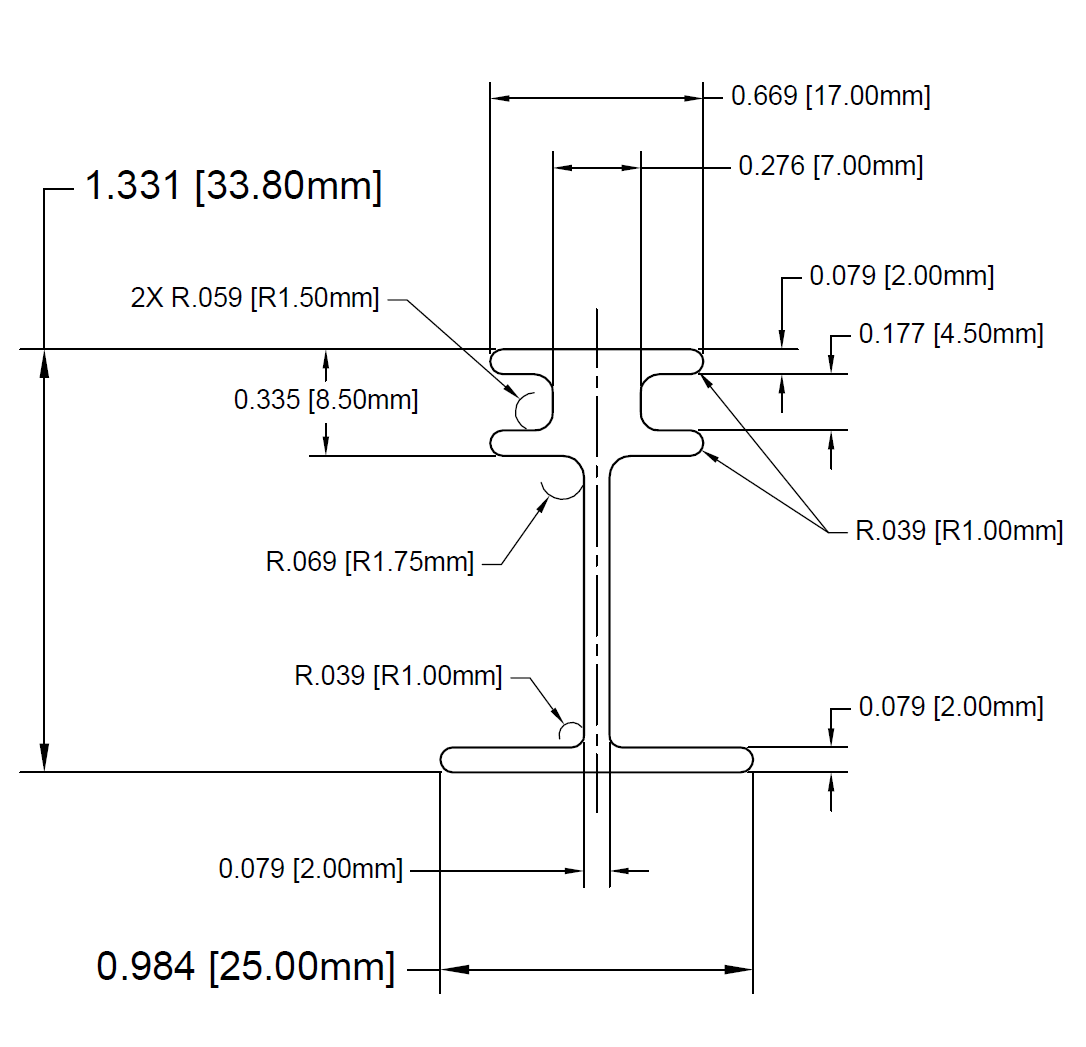 0.669 [17.00mm]
0.276 [7.00mm]
1.331 [33.80mm]
0.079 [2.00mm]
2X R.059 [R1.50mm]
0.177 [4.50mm]
0.335 [8.50mm]
R.039 [R1.00mm]
R.069 [R1.75mm]
R.039 [R1.00mm]
0.079 [2.00mm]
0.079 [2.00mm]
0.984 [25.00mm]